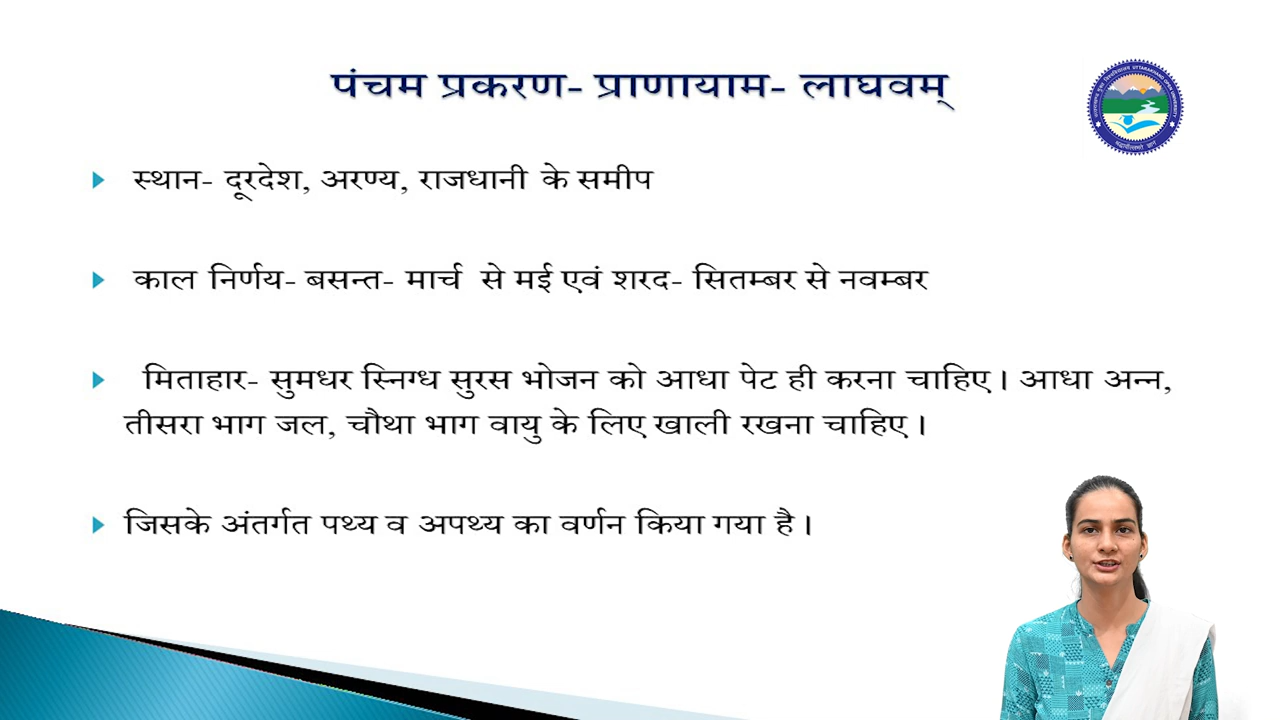 पंचम प्रकरण- प्राणायाम- लाघवम्
स्थान- दूरदेश, अरण्य, राजधानी के समीप
काल निर्णय- बसन्त- मार्च से मई एवं शरद- सितम्बर से नवम्बर
मिताहार- सुमधर स्निग्ध सुरस भोजन को आधा पेट ही करना चाहिए। आधा अन्न,
तीसरा भाग जल, चौथा भाग वायु के लिए खाली रखना चाहिए।
जिसके अंतर्गत पथ्य व अपथ्य का वर्णन किया गया है।